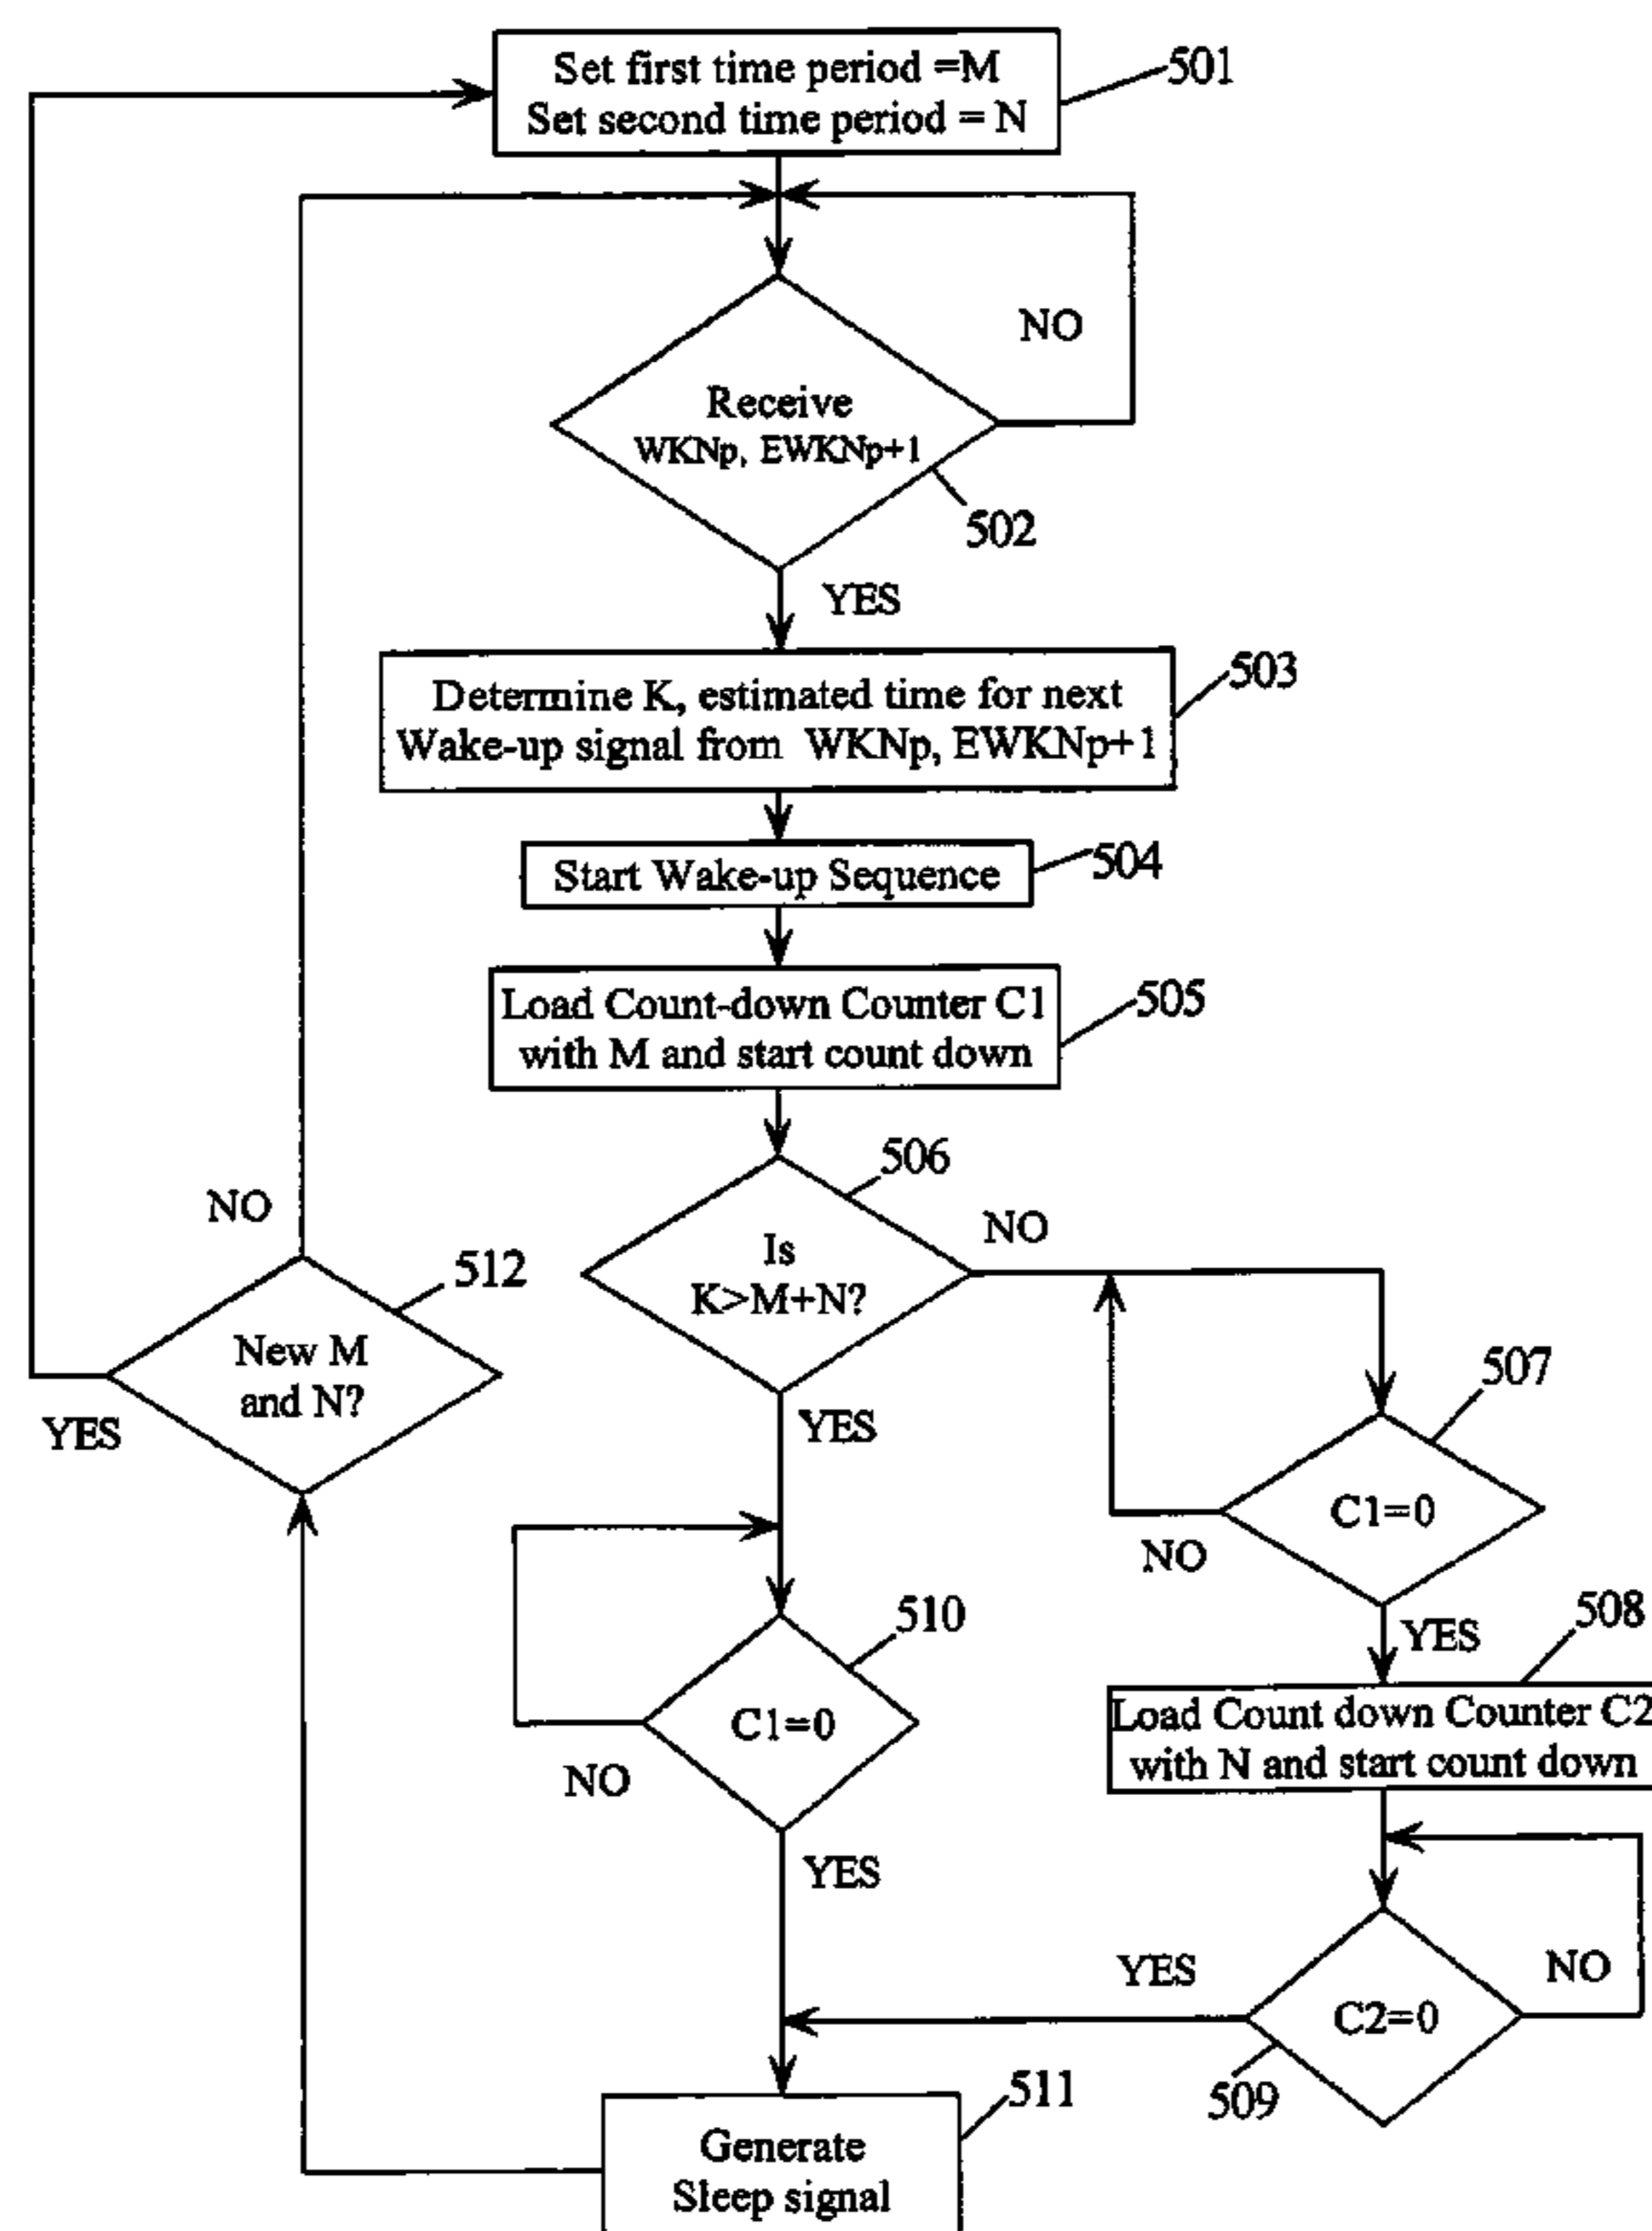 Set first time period =M
Set second time period = N
501
NO
Receive
WKNp, EWKNp+1
502
YES
503
Determine K, estimated time for next
Wake-up signal from WKNp, EWKNp+1
Start Wake-up Sequence
504
Load Count-down Counter C1
with M and start count down
505
506
NO
NO
Is
K>M+N?
512
New M
and N?
YES
YES
507
C1=0
NO
510
C1=0
NO
YES
508
YES
Load Count down Counter C2
with N and start count down
YES
NO
C2=0
509
511
Generate
Sleep signal